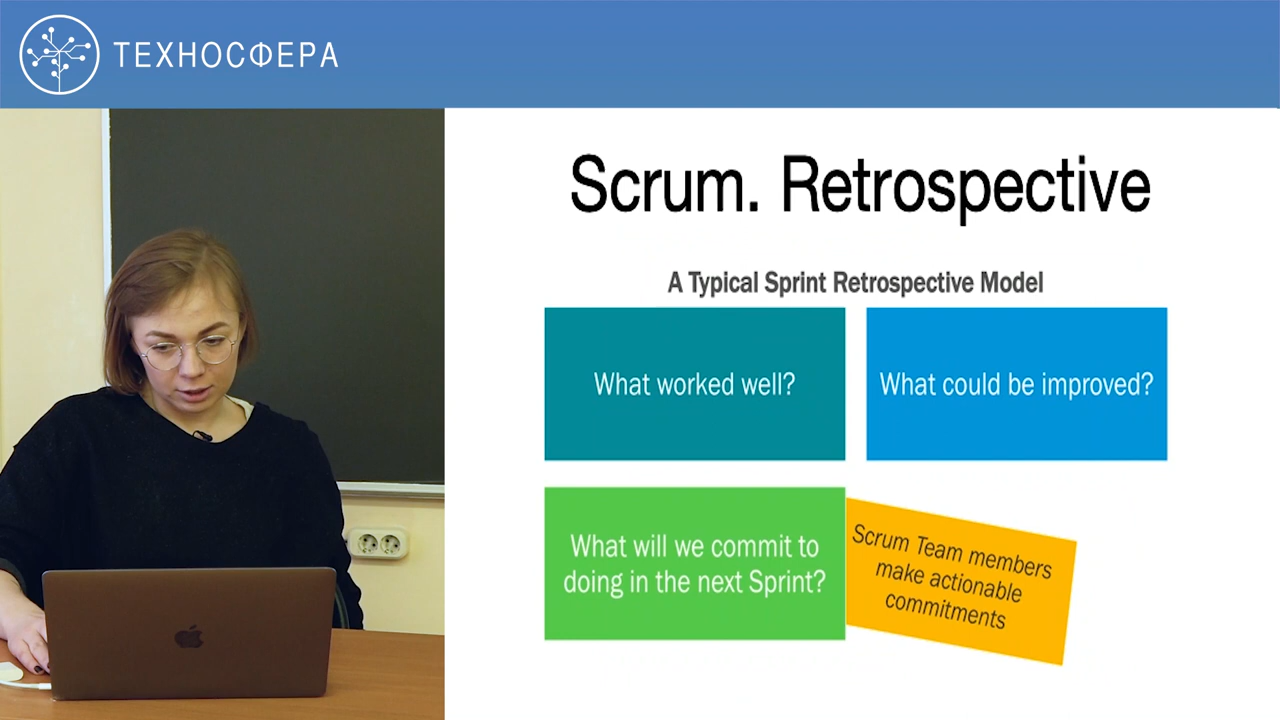 ТЕХНОСФЕРА
Scrum. Retrospective
A Typical Sprint Retrospective Model
What worked well?
What could be improved?
What will we commit to
doing in the next Sprint?
Scrum Team members
make actionable
commitments